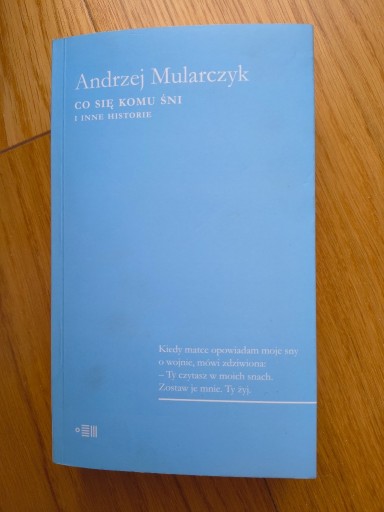 Andrzej Mularczyk
CO SIĘ KOMU ŚNI
I INNE HISTORIE
Kiedy matce opowiadam moje sny
o wojnie, mówi zdziwiona:
– Ty czytasz w moich snach.
Zostaw je mnie. Ty żyj.